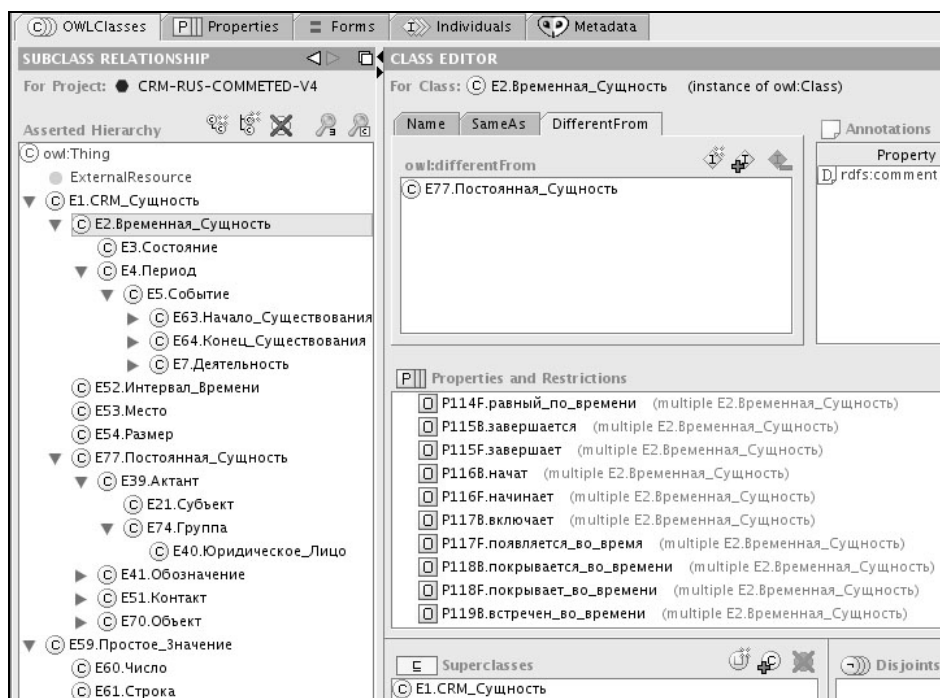 OWLClasses Properties Forms Individuals Metadata
SUBCLASS RELATIONSHIP
For Project: CRM-RUS-COMMETED-V4
Asserted Hierarchy
owl:Thing
ExternalResource
E1.CRM_Сущность
E2.Временная_Сущность
E3.Состояние
E4.Период
E5.Событие
E63.Начало_Существования
E64.Конец_Существования
E7.Деятельность
E52.Интервал_Времени
E53.Место
E54.Размер
E77.Постоянная_Сущность
E39.Актант
E21.Субъект
E74.Группа
E40.Юридическое_Лицо
E41.Обозначение
E51.Контакт
E70.Объект
E59.Простое_Значение
E60.Число
E61.Строка
CLASS EDITOR
For Class: E2.Временная_Сущность (instance of owl:Class)
Name SameAs DifferentFrom
owl:differentFrom
E77.Постоянная_Сущность
Annotations
Property
rdfs:comment
Properties and Restrictions
P114F.равный_по_времени (multiple E2.Временная_Сущность)
P115B.завершается (multiple E2.Временная_Сущность)
P115F.завершает (multiple E2.Временная_Сущность)
P116B.начат (multiple E2.Временная_Сущность)
P116F.начинает (multiple E2.Временная_Сущность)
P117B.включает (multiple E2.Временная_Сущность)
P117F.появляется_во_время (multiple E2.Временная_Сущность)
P118B.покрывается_во_времени (multiple E2.Временная_Сущность)
P118F.покрывает_во_времени (multiple E2.Временная_Сущность)
P119B.встречен_во_времени (multiple E2.Временная_Сущность)
Superclasses
E1.CRM_Сущность
Disjoints